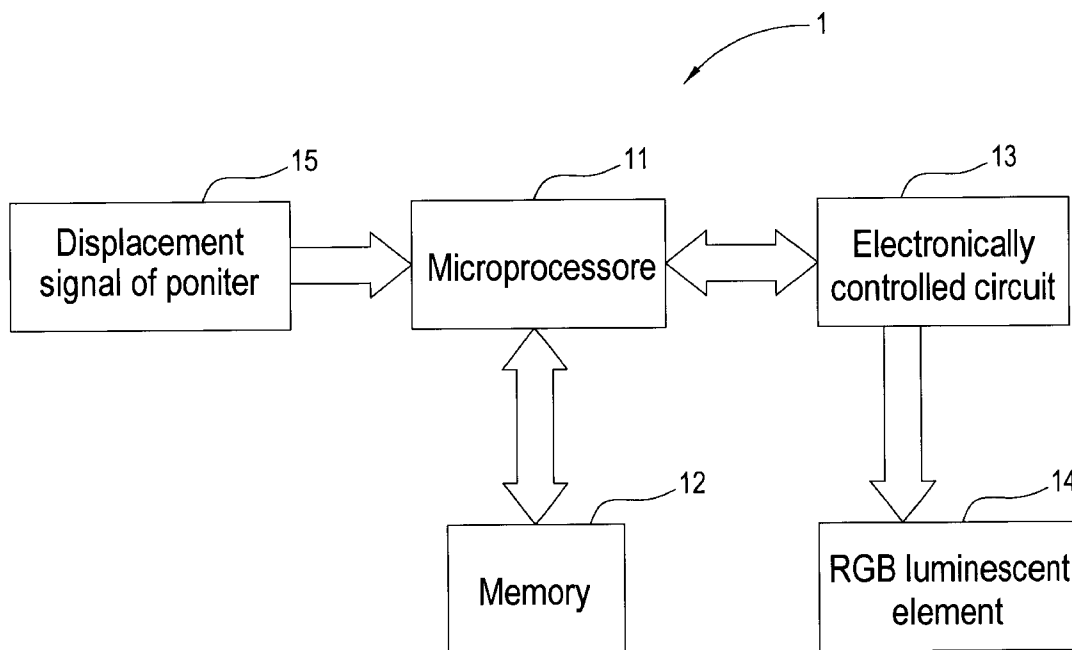 1
15
11
13
Displacement
signal of poniter
Microprocessore
Electronically
controlled circuit
12
14
Memory
RGB luminescent
element